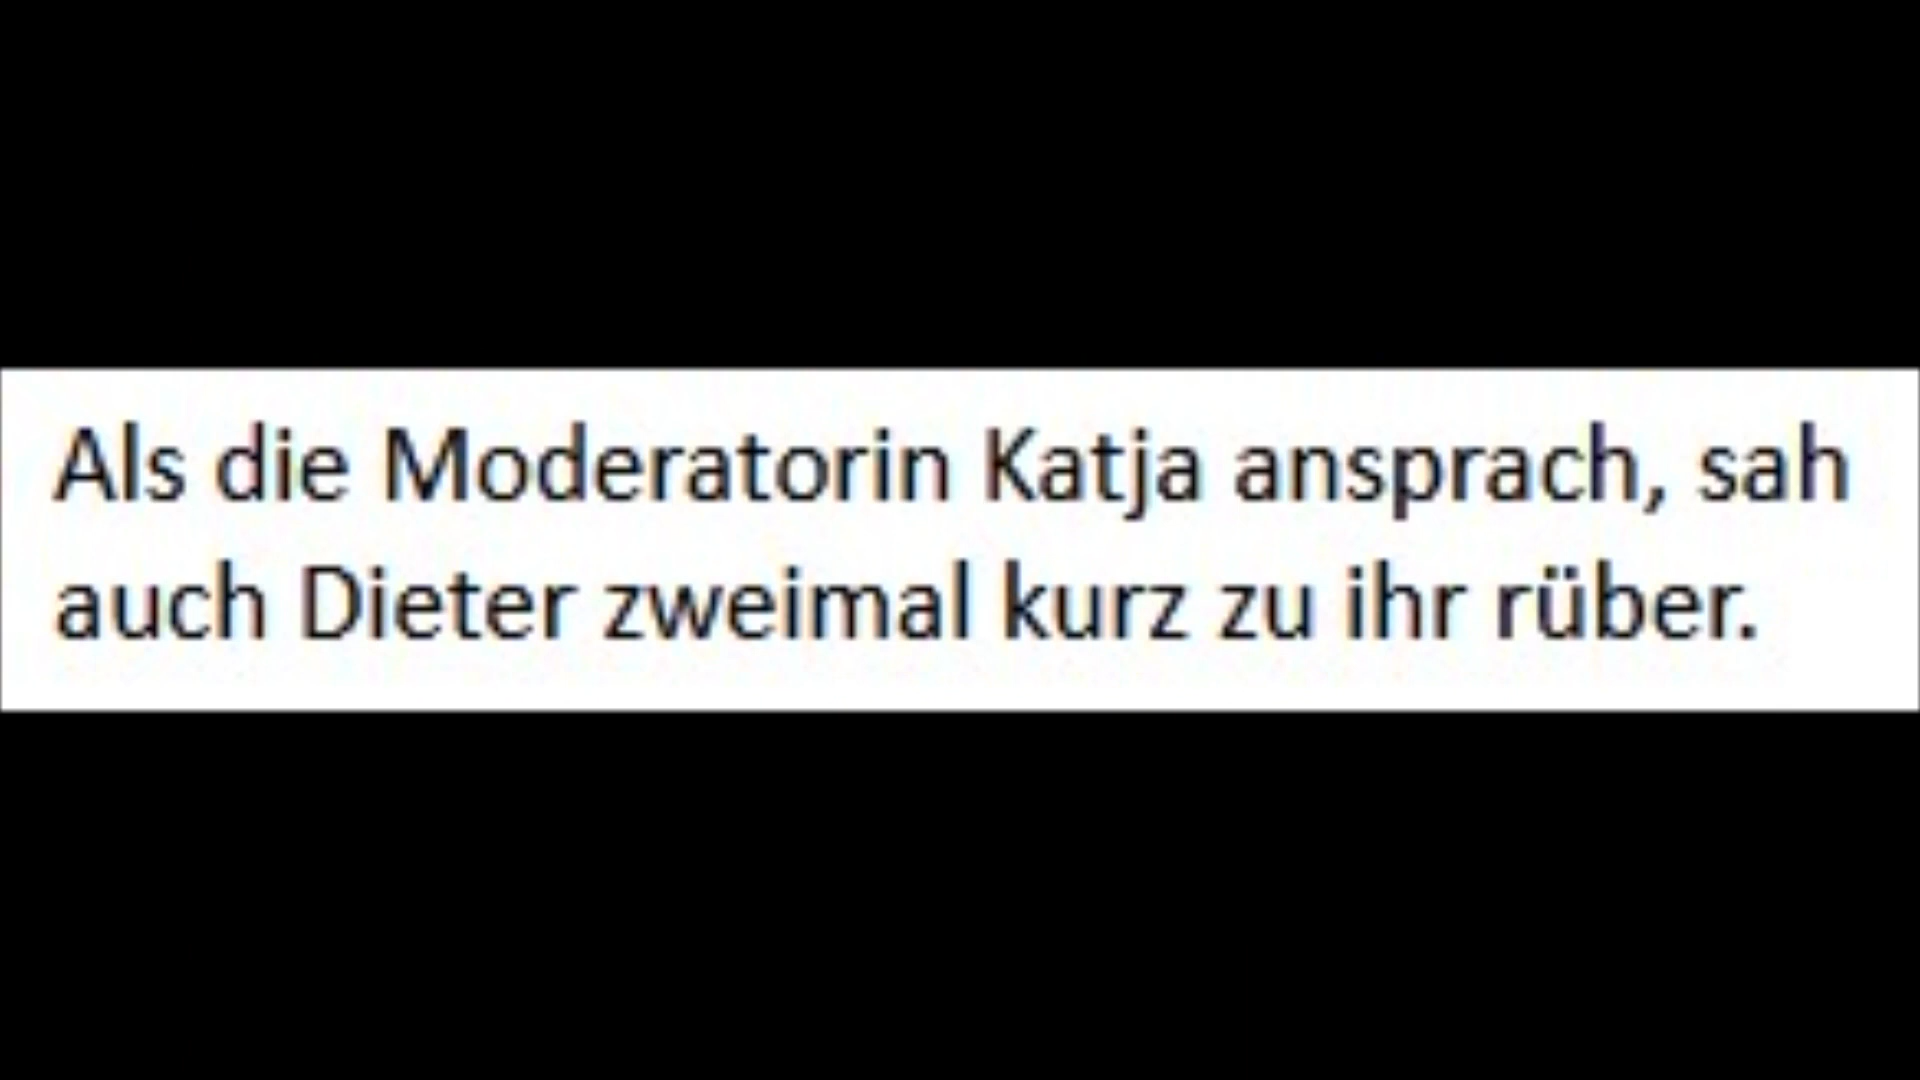 Als die Moderatorin Katja ansprach, sah
auch Dieter zweimal kurz zu ihr rüber.